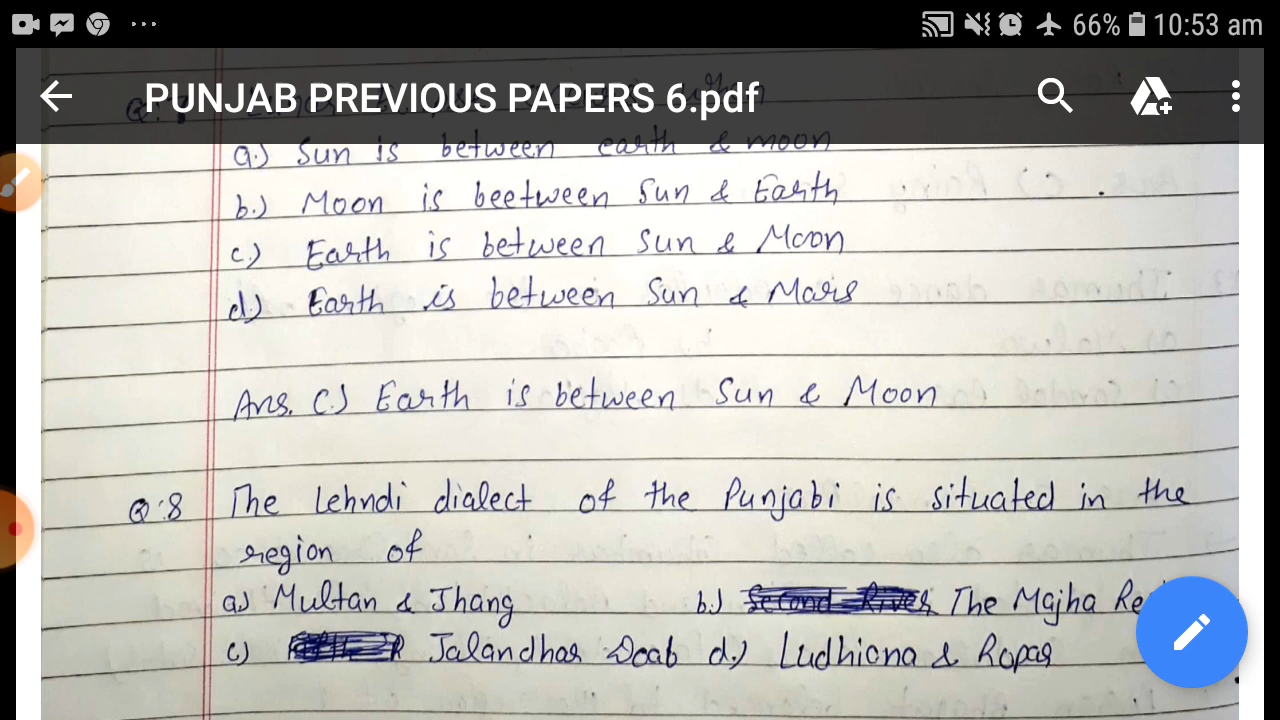 66% 10:53 am
PUNJAB PREVIOUS PAPERS 6.pdf
a.) Sun is between earth & moon
b.) Moon is beetween Sun & Earth
c.) Earth is between Sun & Moon
d.) Earth is between Sun & Mars
Ans. C.) Earth is between Sun & Moon
Q:8 The Lehndi dialect of the Punjabi is situated in the
region of
a) Multan & Jhang b.) The Majha
c) Jalandhar Doab d.) Ludhiana & Ropar